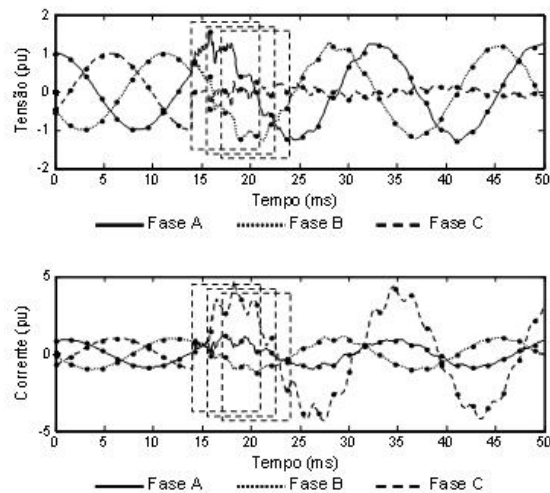 2
1
0
-1
-2
Tensão (pu)
0 5 10 15 20 25 30 35 40 45 50
Tempo (ms)
Fase A Fase B Fase C
5
0
-5
Corrente (pu)
0 5 10 15 20 25 30 35 40 45 50
Tempo (ms)
Fase A Fase B Fase C